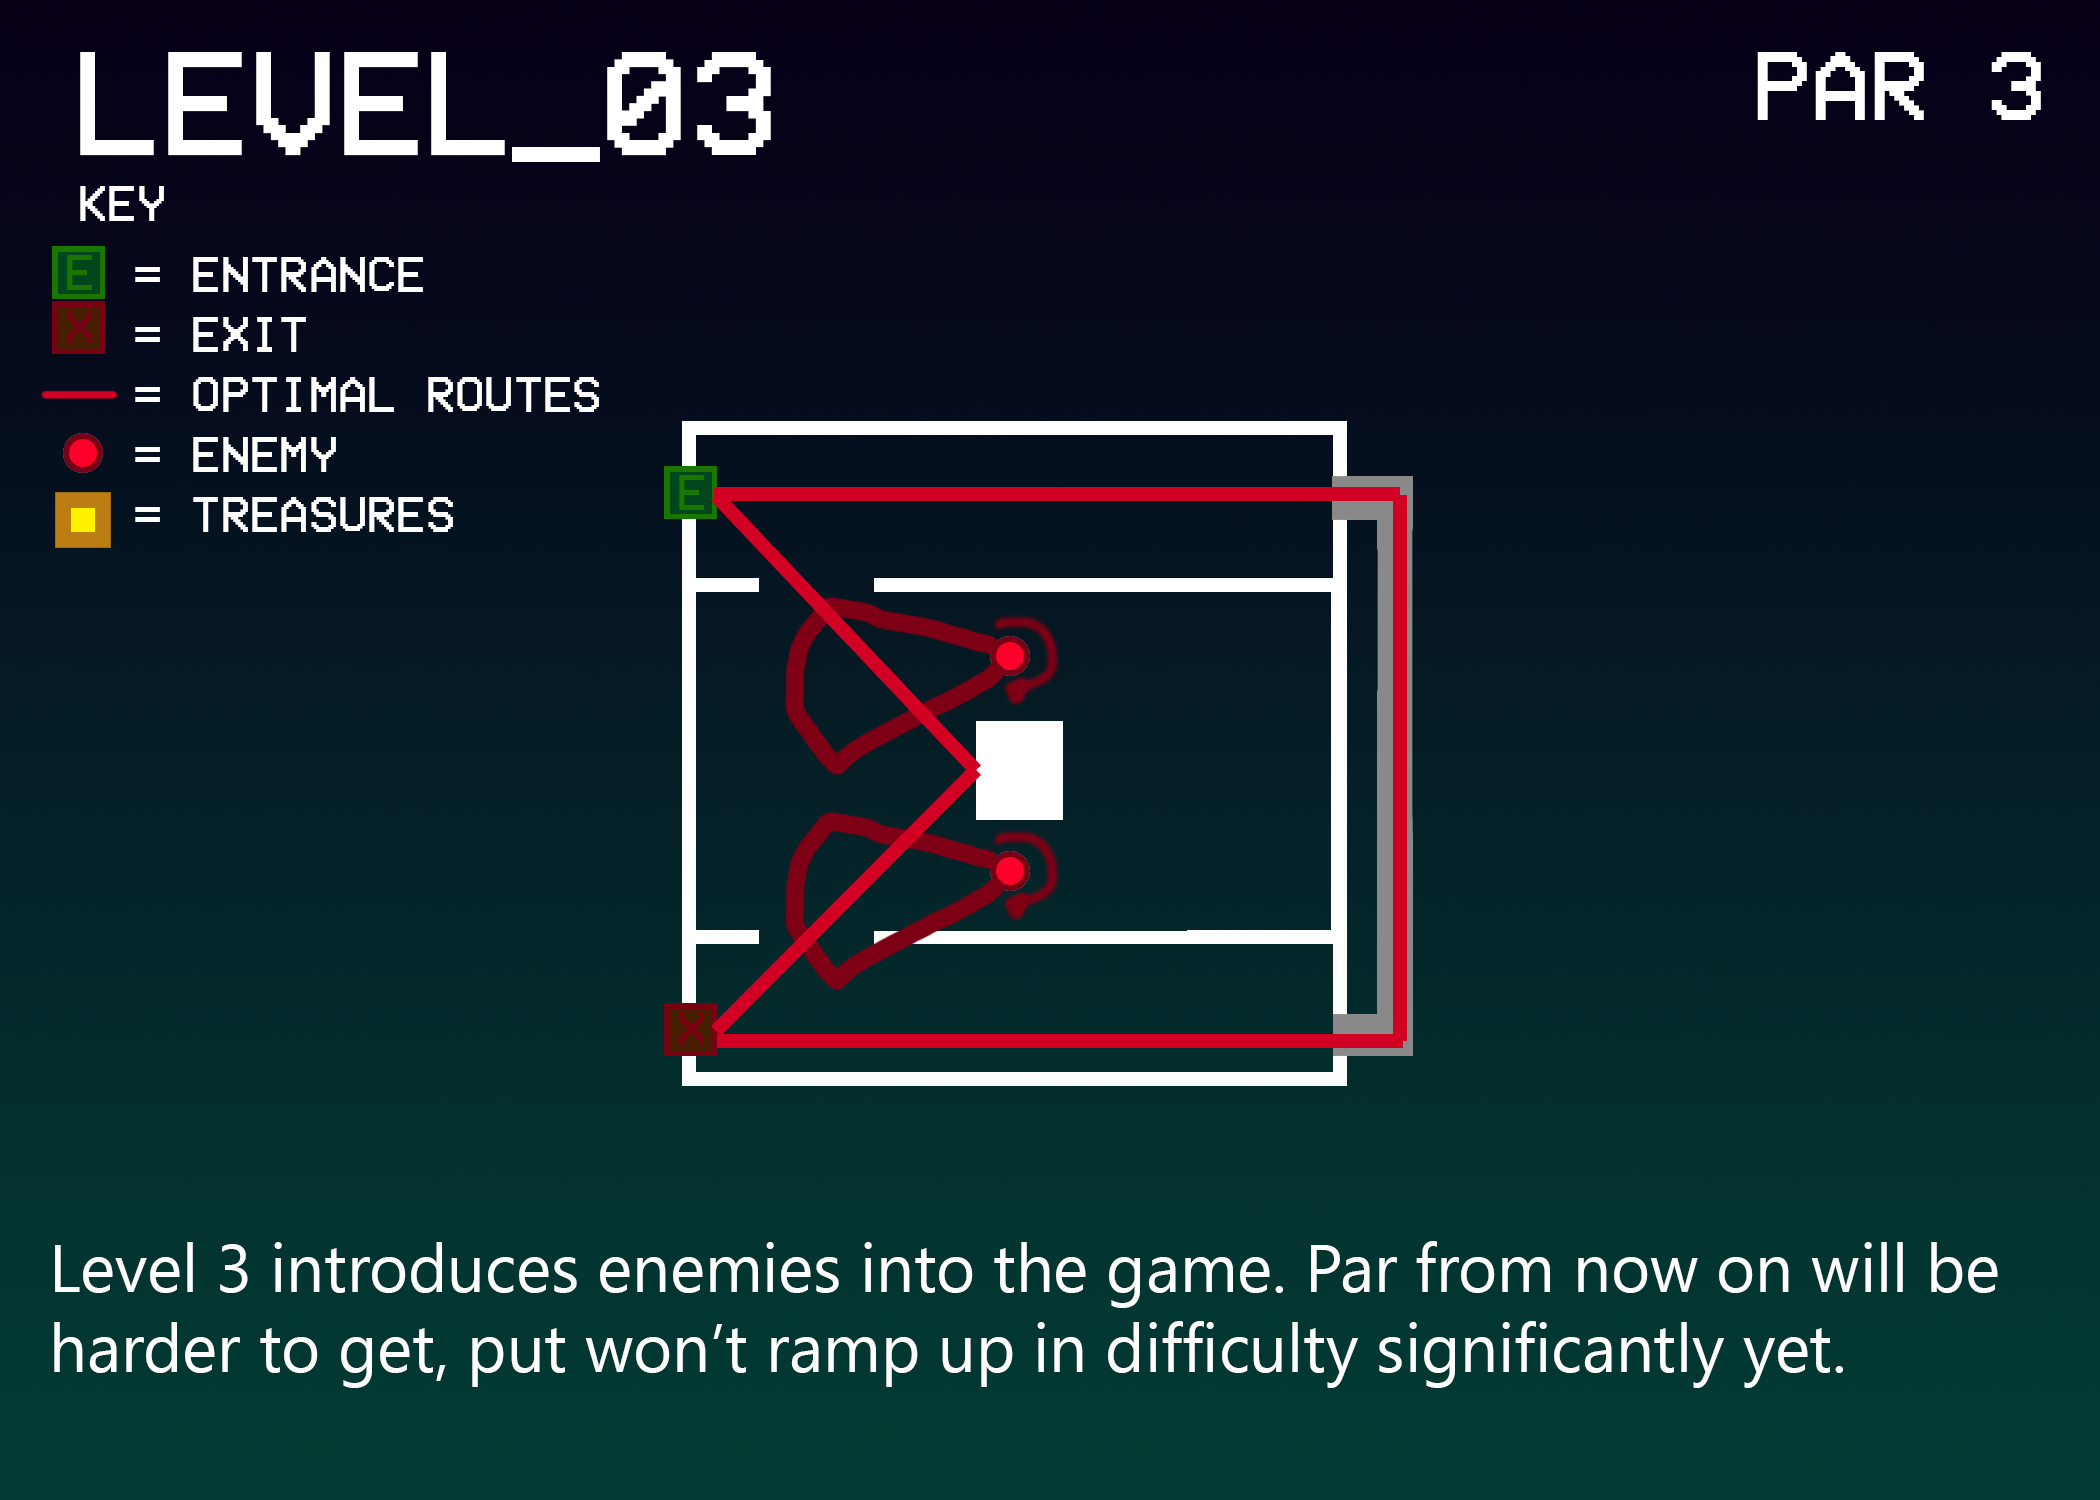 LEVEL_03
PAR 3
KEY
E = ENTRANCE
X = EXIT
= OPTIMAL ROUTES
= ENEMY
= TREASURES
E
X
Level 3 introduces enemies into the game. Par from now on will be
harder to get, put won’t ramp up in difficulty significantly yet.